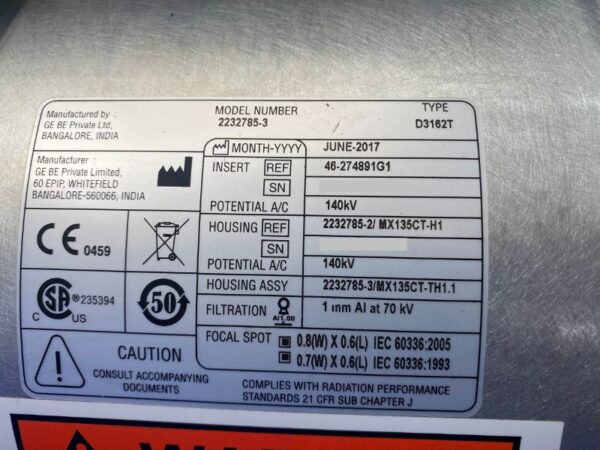 Manufactured by :
GE BE Private Ltd,
BANGALORE, INDIA
MODEL NUMBER
2232785-3
TYPE
D3162T
Manufacturer :
GE BE Private Limited,
60 EPIP, WHITEFIELD
BANGALORE-560066, INDIA
MONTH-YYYY JUNE-2017
INSERT REF 46-274891G1
SN
POTENTIAL A/C 140kV
HOUSING REF 2232785-2/ MX135CT-H1
SN
POTENTIAL A/C 140kV
HOUSING ASSY 2232785-3/MX135CT-TH1.1
FILTRATION 1 mm Al at 70 kV
FOCAL SPOT 0.8(W) X 0.6(L) IEC 60336:2005
0.7(W) X 0.6(L) IEC 60336:1993
CE 0459
CSA ®235394
C US
50
CAUTION
CONSULT ACCOMPANYING
DOCUMENTS
COMPLIES WITH RADIATION PERFORMANCE
STANDARDS 21 CFR SUB CHAPTER J